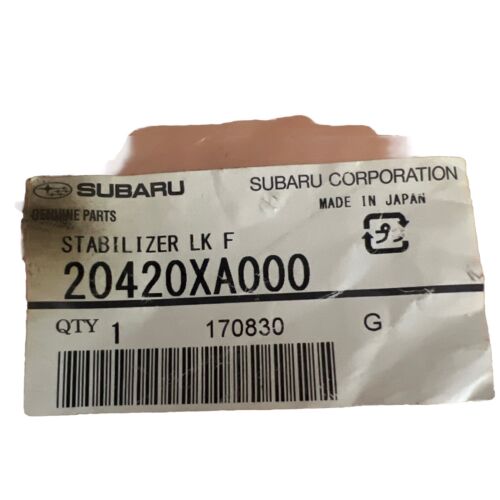 SUBARU SUBARU CORPORATION
GENUINE PARTS MADE IN JAPAN
STABILIZER LK F
20420XA000
QTY 1 170830 G